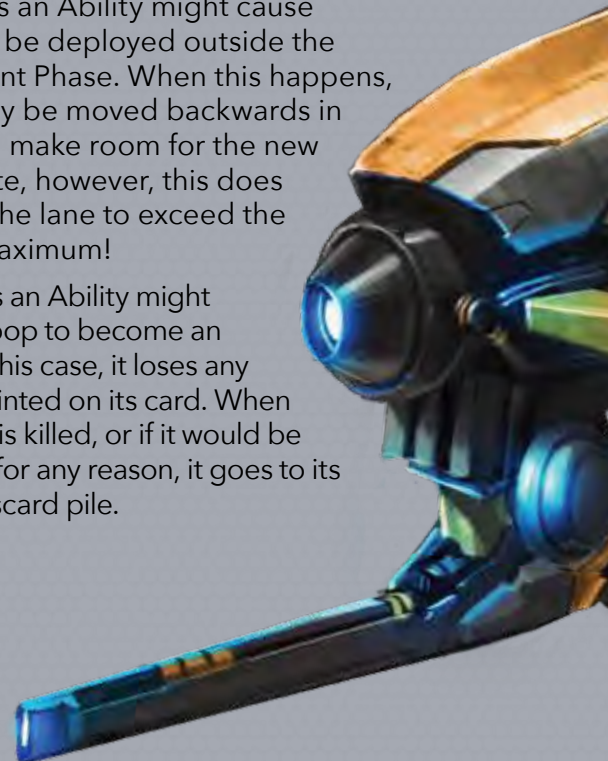 s an Ability might cause
be deployed outside the
nt Phase. When this happens,
y be moved backwards in
make room for the new
te, however, this does
he lane to exceed the
aximum!
s an Ability might
oop to become an
his case, it loses any
inted on its card. When
is killed, or if it would be
for any reason, it goes to its
scard pile.